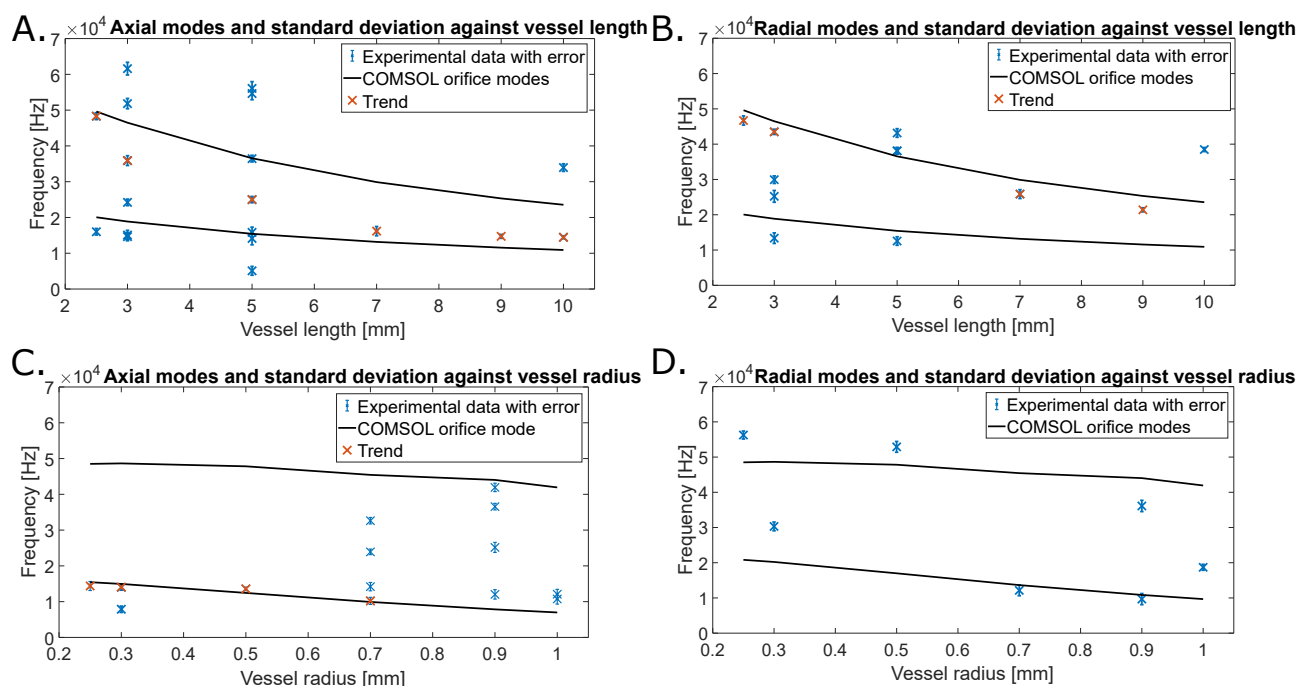 A.
×10⁴
Axial modes and standard deviation against vessel length
7
6
5
4
3
2
1
0
Frequency [Hz]
Experimental data with error
COMSOL orifice modes
Trend
2 3 4 5 6 7 8 9 10
Vessel length [mm]
B.
×10⁴
Radial modes and standard deviation against vessel length
7
6
5
4
3
2
1
0
Frequency [Hz]
Experimental data with error
COMSOL orifice modes
Trend
2 3 4 5 6 7 8 9 10
Vessel length [mm]
C.
×10⁴
Axial modes and standard deviation against vessel radius
7
6
5
4
3
2
1
0
Frequency [Hz]
Experimental data with error
COMSOL orifice mode
Trend
0.2 0.3 0.4 0.5 0.6 0.7 0.8 0.9 1
Vessel radius [mm]
D.
×10⁴
Radial modes and standard deviation against vessel radius
7
6
5
4
3
2
1
0
Frequency [Hz]
Experimental data with error
COMSOL orifice modes
0.2 0.3 0.4 0.5 0.6 0.7 0.8 0.9 1
Vessel radius [mm]